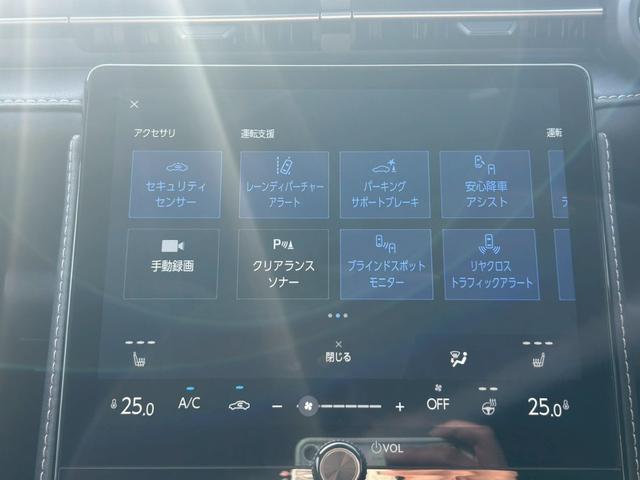 アクセサリ
運転支援
運転
セキュリティ
センサー
レーンディパーチャー
アラート
パーキング
サポートブレーキ
安心降車
アシスト
手動録画
クリアランス
ソナー
ブラインドスポット
モニター
リヤクロス
トラフィックアラート
閉じる
25.0
A/C
OFF
25.0
VOL